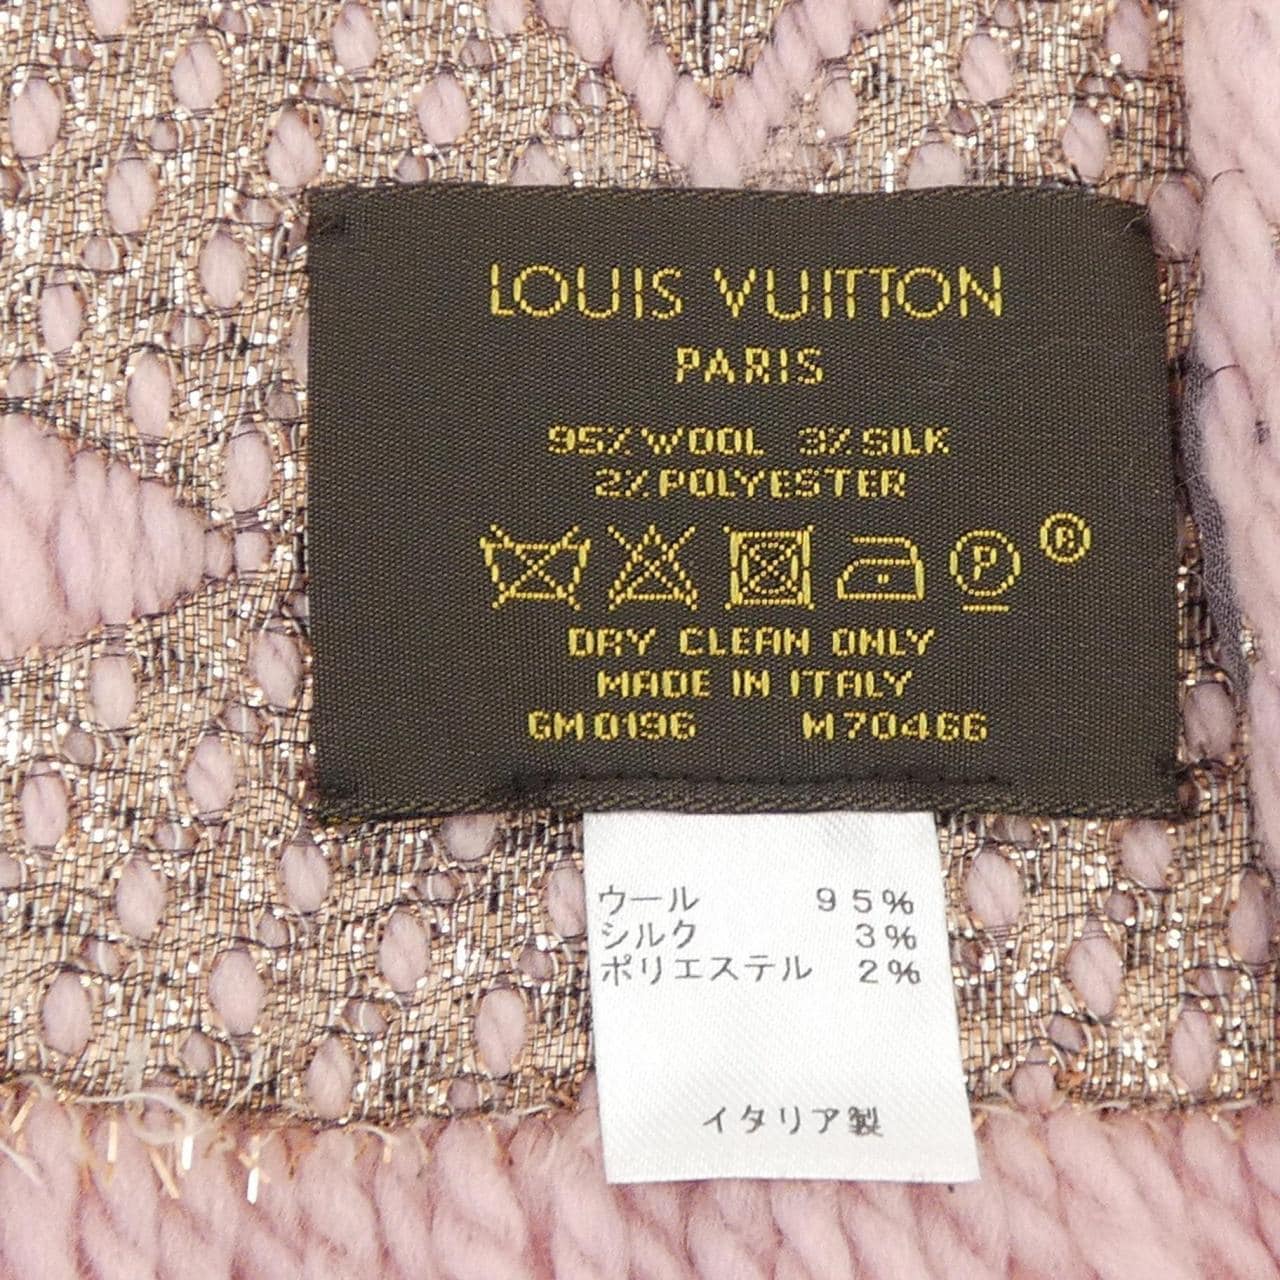 LOUIS VUITTON
PARIS
95% WOOL 3% SILK
2% POLYESTER
P ®
DRY CLEAN ONLY
MADE IN ITALY
GM0196 M70466
ウール 95%
シルク 3%
ポリエステル 2%
イタリア製